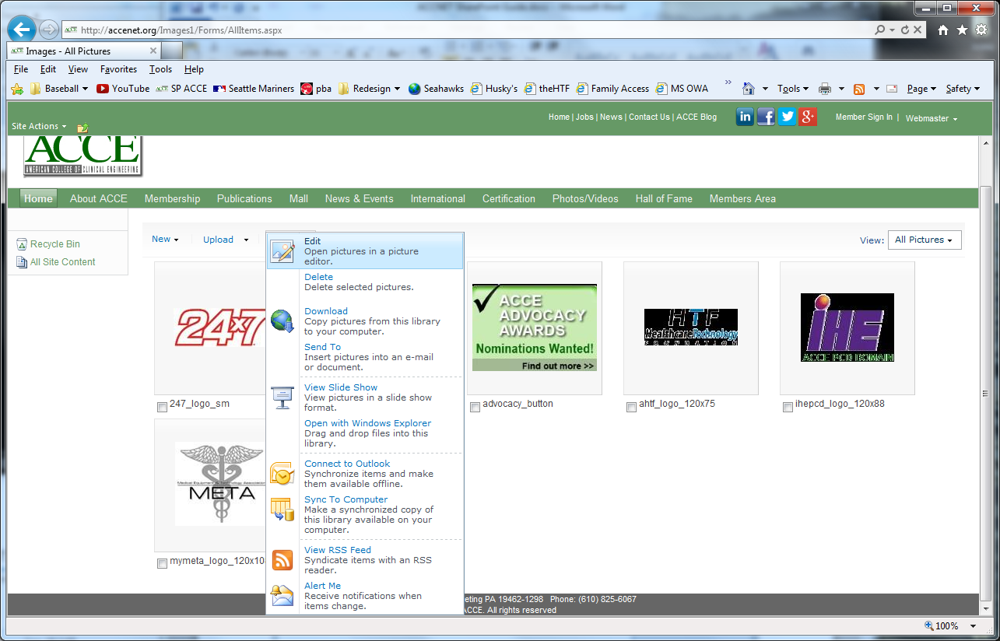 ACCENET SharePoint Guide.docx - Microsoft Word
http://accenet.org/Images1/Forms/AllItems.aspx
ACCE Images - All Pictures
File Edit View Favorites Tools Help
Baseball YouTube SP ACCE Seattle Mariners pba Redesign Seahawks Husky's theHTF Family Access MS OWA » Tools Page Safety
Site Actions
Home | Jobs | News | Contact Us | ACCE Blog
in f g+
Member Sign In | Webmaster
ACCE
AMERICAN COLLEGE OF CLINICAL ENGINEERING
Home About ACCE Membership Publications Mall News & Events International Certification Photos/Videos Hall of Fame Members Area
Recycle Bin
All Site Content
New Upload
View: All Pictures
Edit
Open pictures in a picture
editor.
Delete
Delete selected pictures.
Download
Copy pictures from this library
to your computer.
Send To
Insert pictures into an e-mail
or document.
View Slide Show
View pictures in a slide show
format.
Open with Windows Explorer
Drag and drop files into this
library.
Connect to Outlook
Synchronize items and make
them available offline.
Sync To Computer
Make a synchronized copy of
this library available on your
computer.
View RSS Feed
Syndicate items with an RSS
reader.
Alert Me
Receive notifications when
items change.
24x7
247_logo_sm
ACCE
ADVOCACY
AWARDS
Nominations Wanted!
Find out more >>
advocacy_button
HTF
HealthcareTechnology
FOUNDATION
ahtf_logo_120x75
iHE
ACCE PCD DOMAIN
ihepcd_logo_120x88
Medical Equipment & Technology Association
META
mymeta_logo_120x10
eting PA 19462-1298 Phone: (610) 825-6067
ACCE. All rights reserved
100%